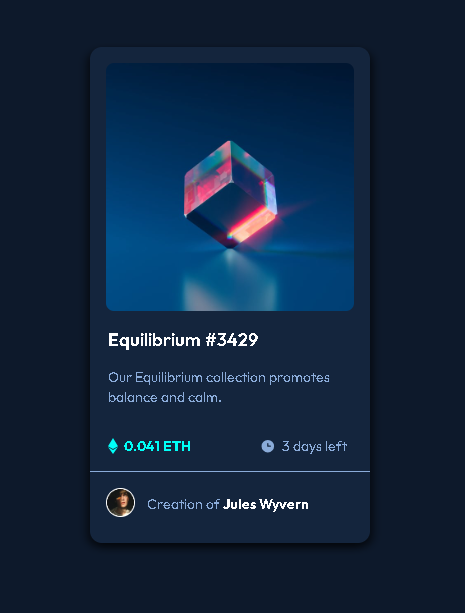 Equilibrium #3429
Our Equilibrium collection promotes
balance and calm.
0.041 ETH
3 days left
Creation of Jules Wyvern